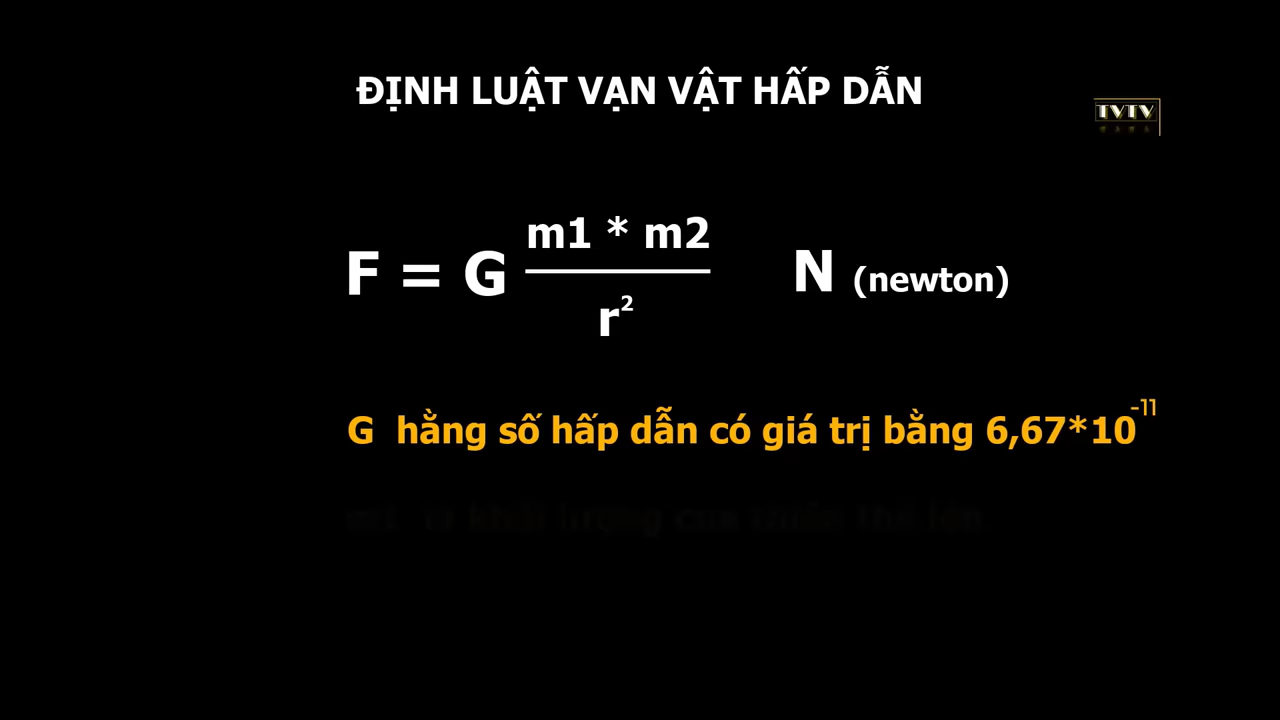 ĐỊNH LUẬT VẠN VẬT HẤP DẪN
TVTV
F = G m1 * m2 / r² N (newton)
G hằng số hấp dẫn có giá trị bằng 6,67*10⁻¹¹